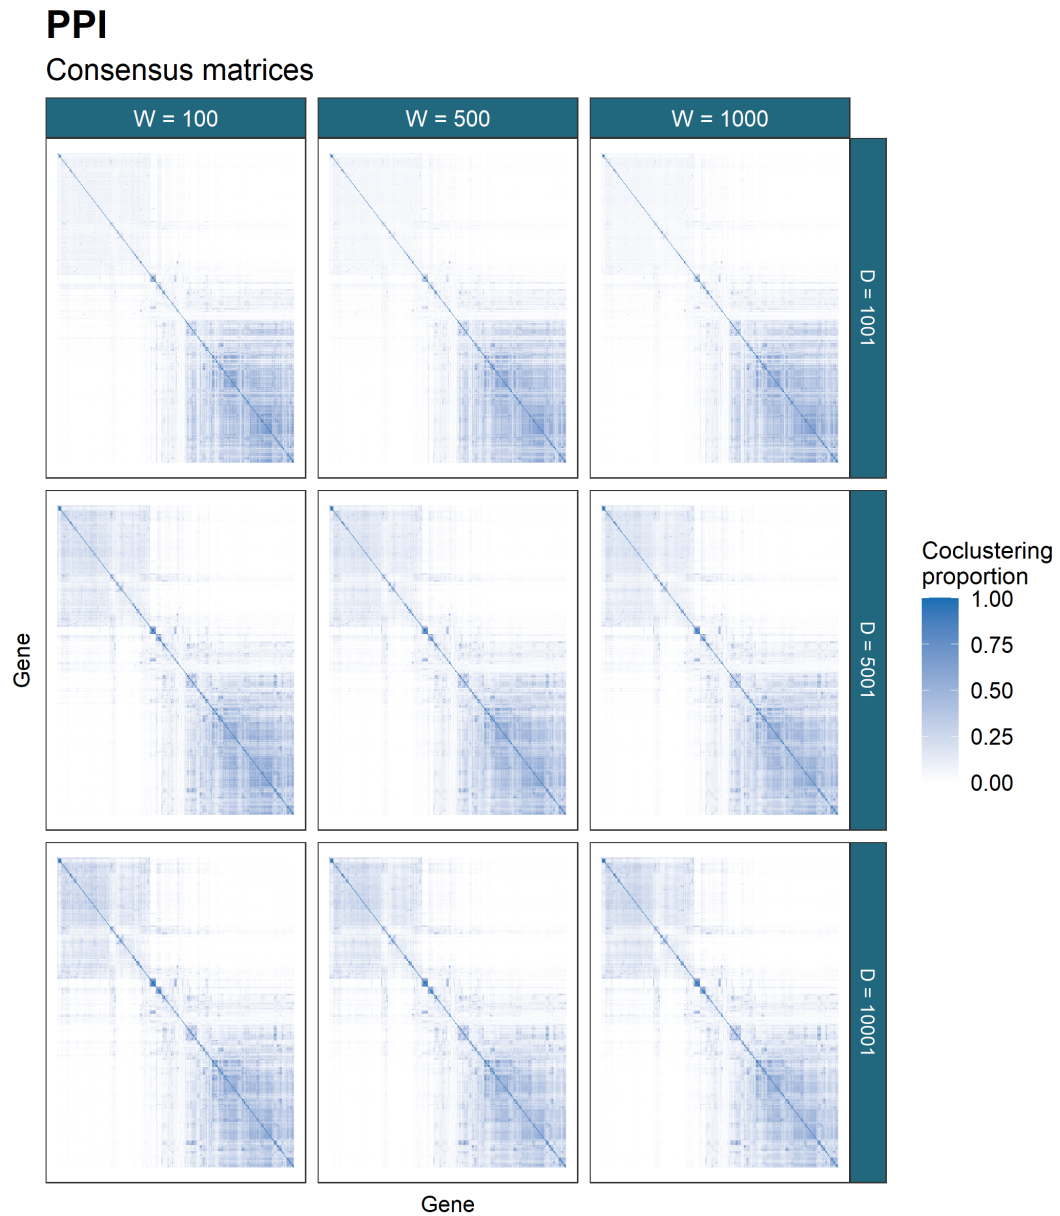 PPI
Consensus matrices
W = 100
W = 500
W = 1000
D = 1001
D = 5001
D = 10001
Gene
Gene
Coclustering
proportion
1.00
0.75
0.50
0.25
0.00